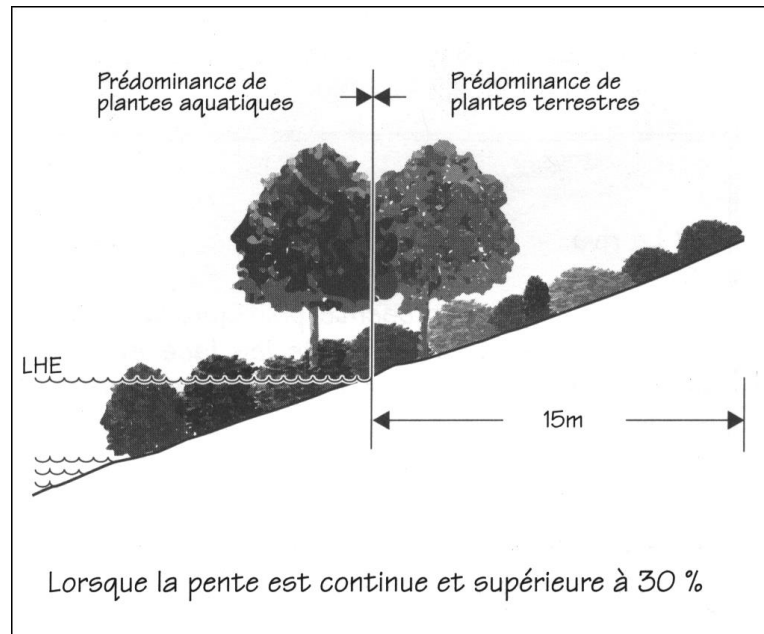 Prédominance de
plantes aquatiques
Prédominance de
plantes terrestres
LHE
15m
Lorsque la pente est continue et supérieure à 30 %